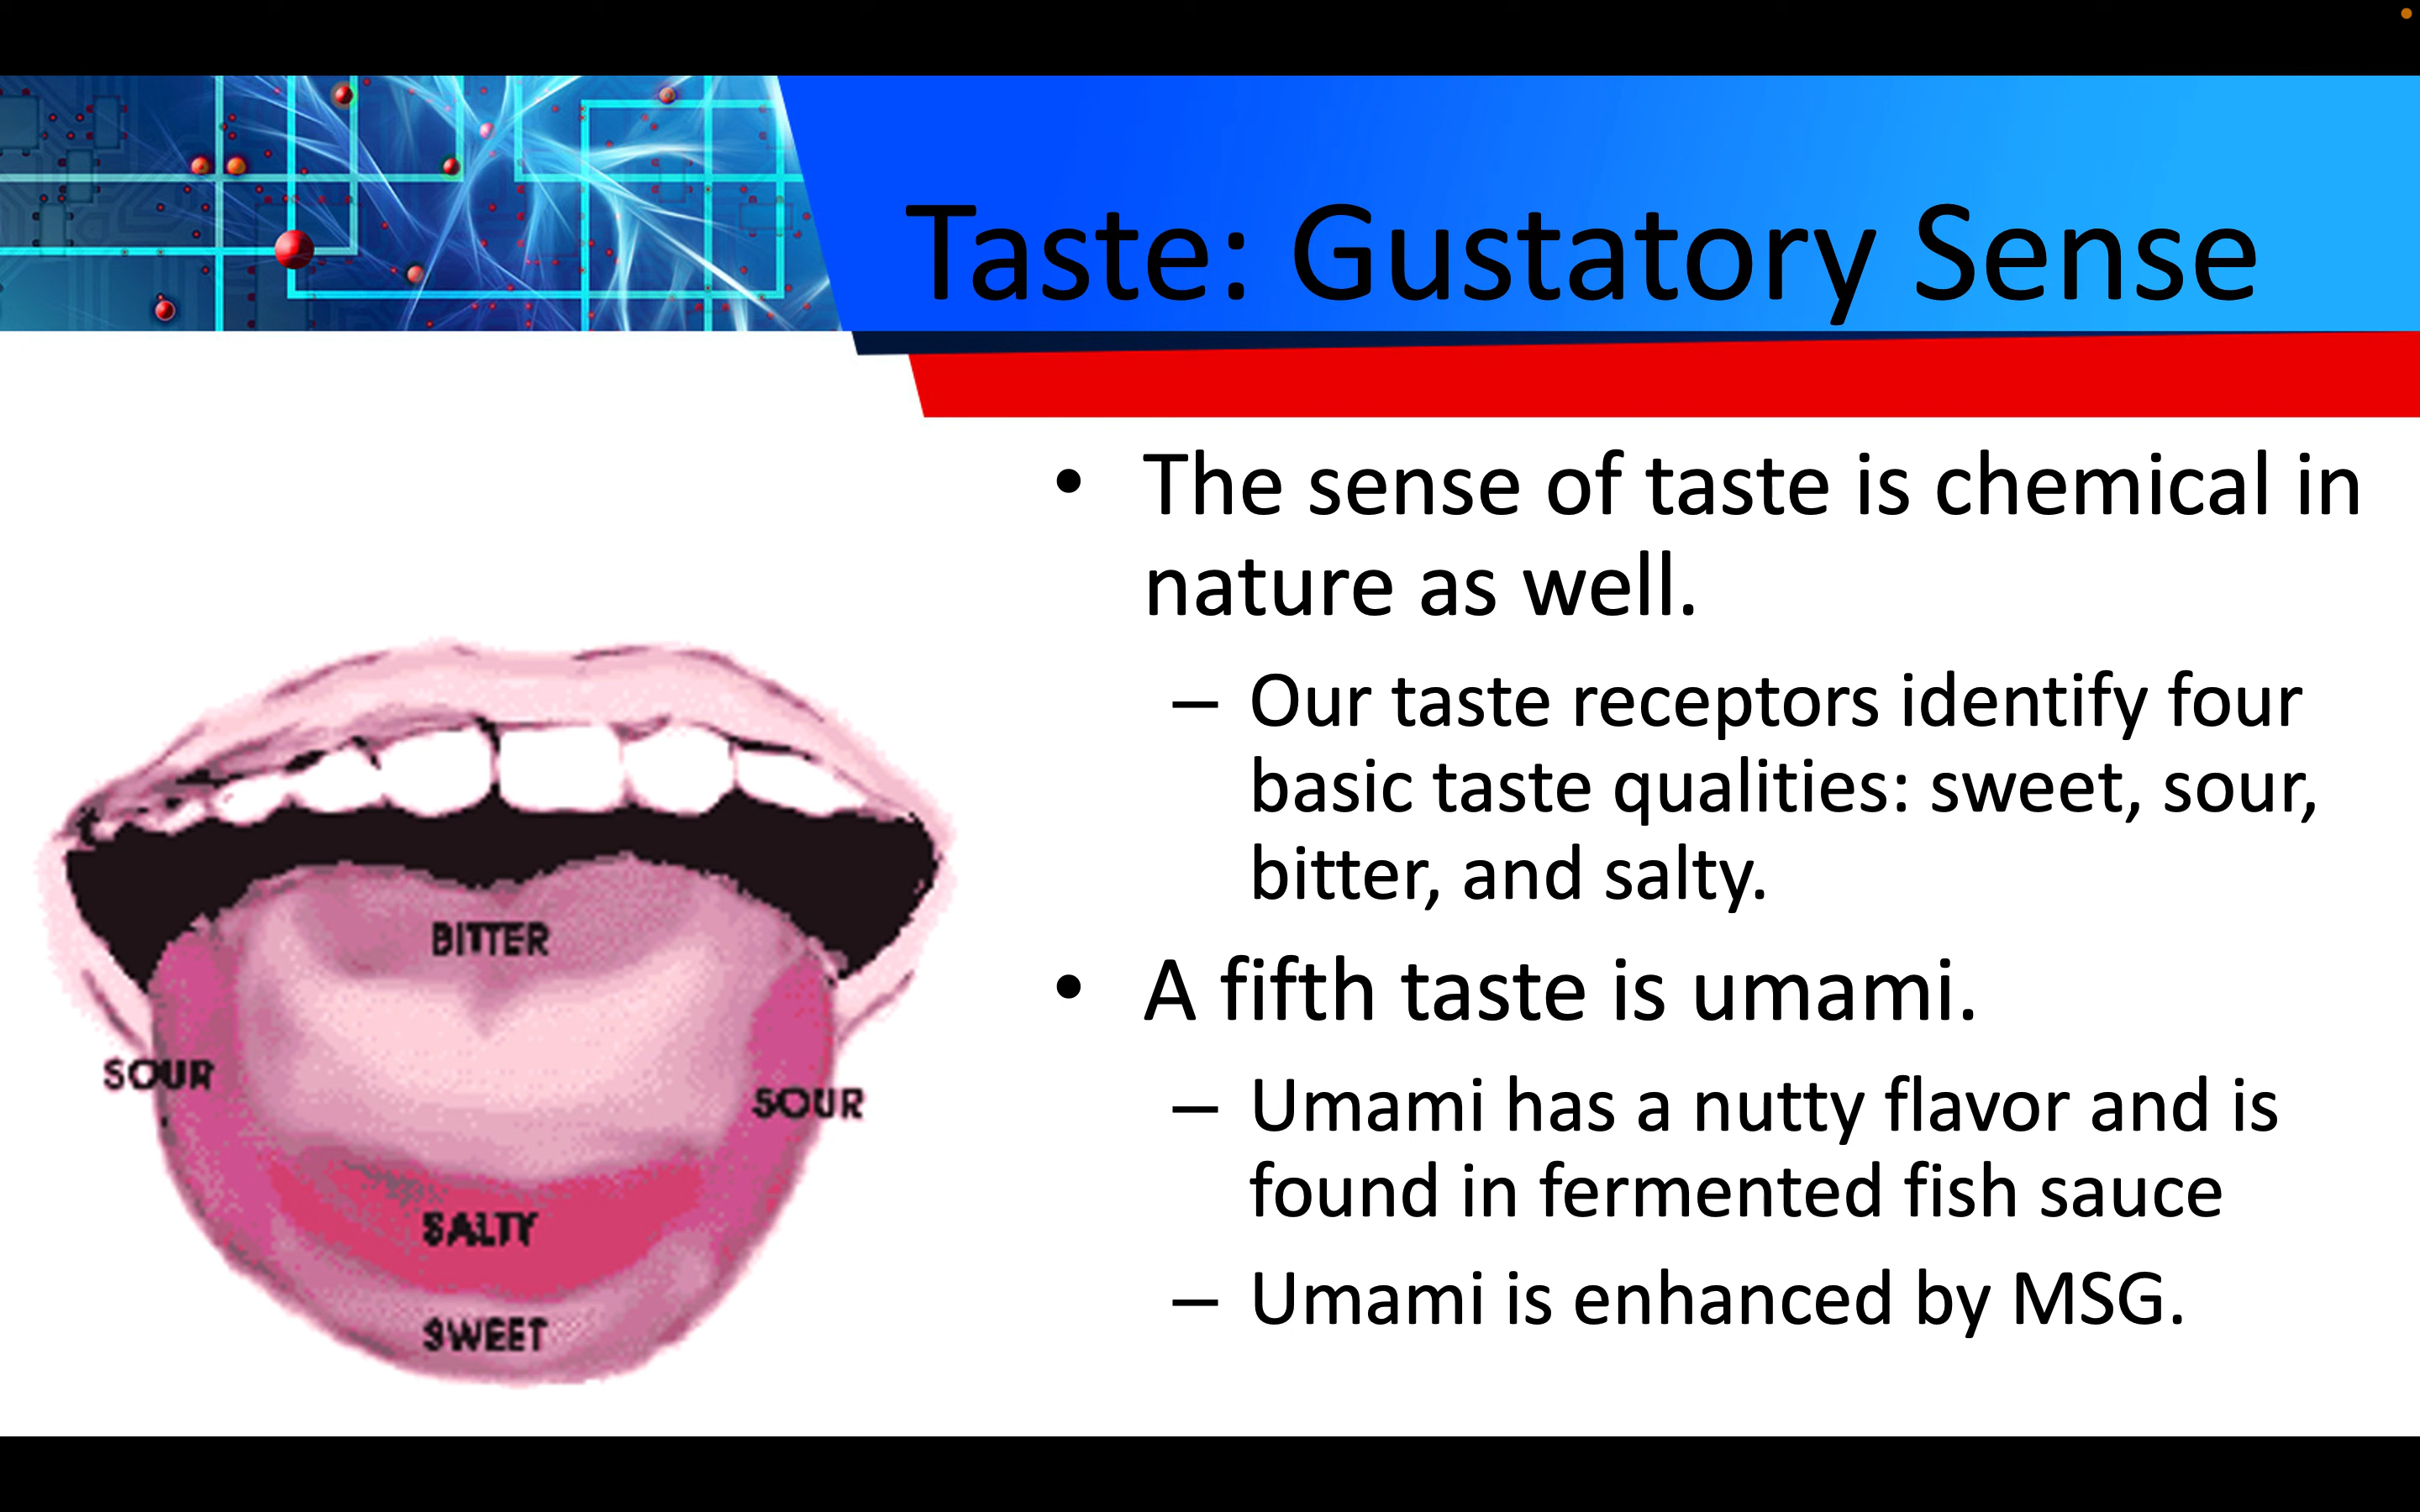 Taste: Gustatory Sense
• The sense of taste is chemical in
nature as well.
– Our taste receptors identify four
basic taste qualities: sweet, sour,
bitter, and salty.
• A fifth taste is umami.
– Umami has a nutty flavor and is
found in fermented fish sauce
– Umami is enhanced by MSG.
BITTER
SOUR
SOUR
SALTY
SWEET